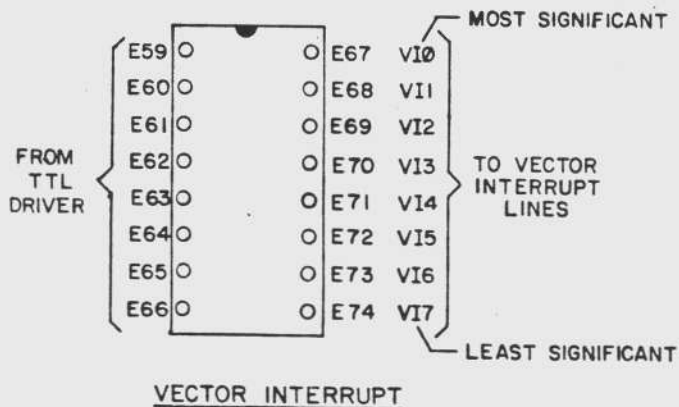 MOST SIGNIFICANT
E59 E67 VIØ
E60 E68 VI1
E61 E69 VI2
E62 E70 VI3
E63 E71 VI4
E64 E72 VI5
E65 E73 VI6
E66 E74 VI7
FROM
TTL
DRIVER
TO VECTOR
INTERRUPT
LINES
LEAST SIGNIFICANT
VECTOR INTERRUPT